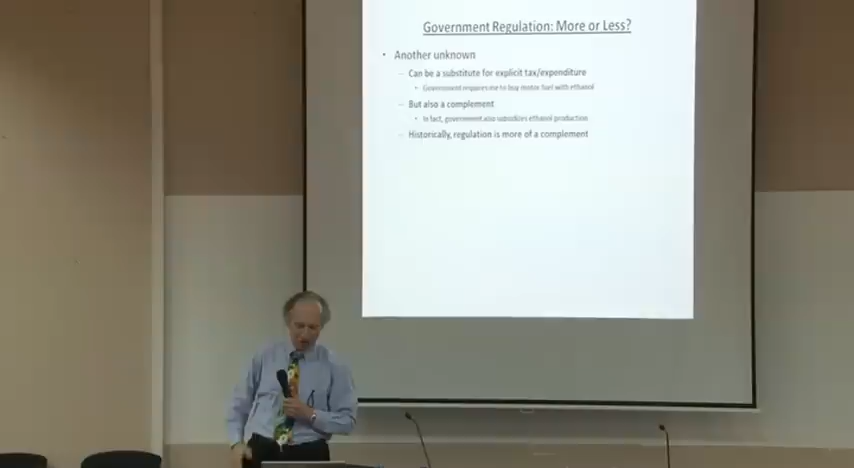 Government Regulation: More or Less?
• Another unknown
– Can be a substitute for explicit tax/expenditure
• Government requires me to buy motor fuel with ethanol
– But also a complement
• In fact, government also subsidizes ethanol production
– Historically, regulation is more of a complement